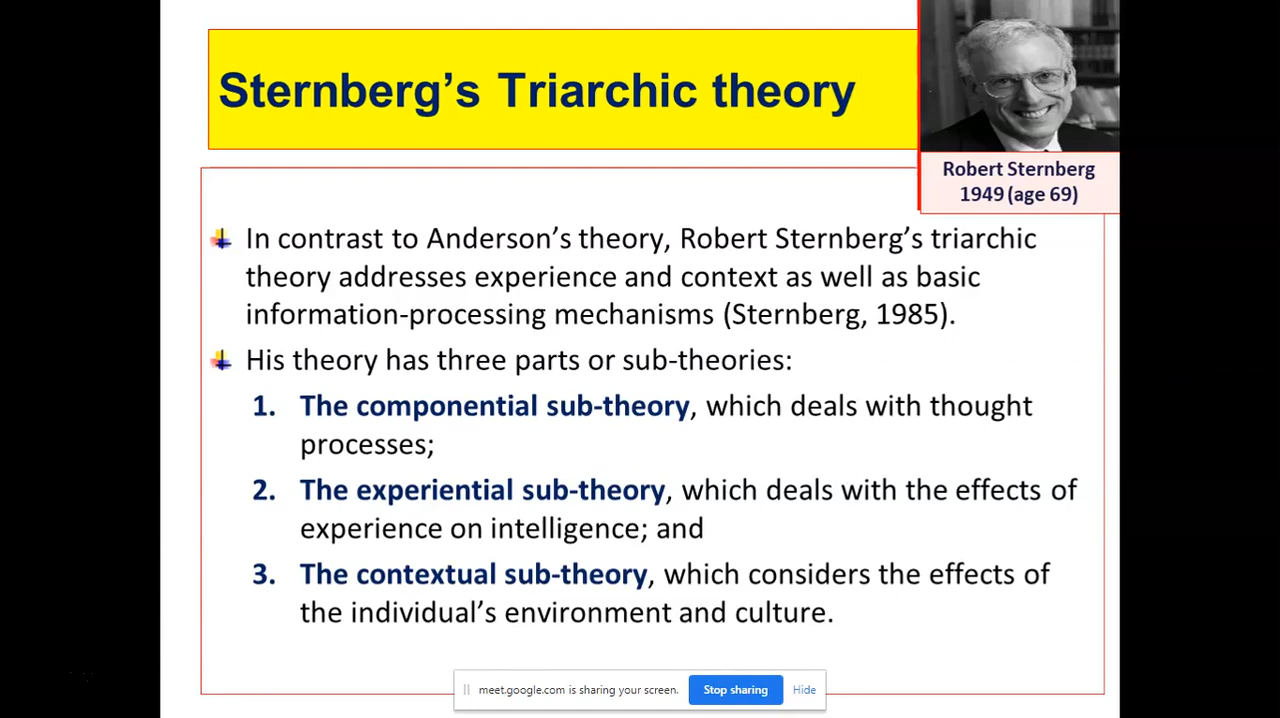 Sternberg's Triarchic theory
Robert Sternberg
1949 (age 69)
In contrast to Anderson's theory, Robert Sternberg's triarchic
theory addresses experience and context as well as basic
information-processing mechanisms (Sternberg, 1985).
His theory has three parts or sub-theories:
1. The componential sub-theory, which deals with thought
processes;
2. The experiential sub-theory, which deals with the effects of
experience on intelligence; and
3. The contextual sub-theory, which considers the effects of
the individual's environment and culture.
meet.google.com is sharing your screen. Stop sharing Hide